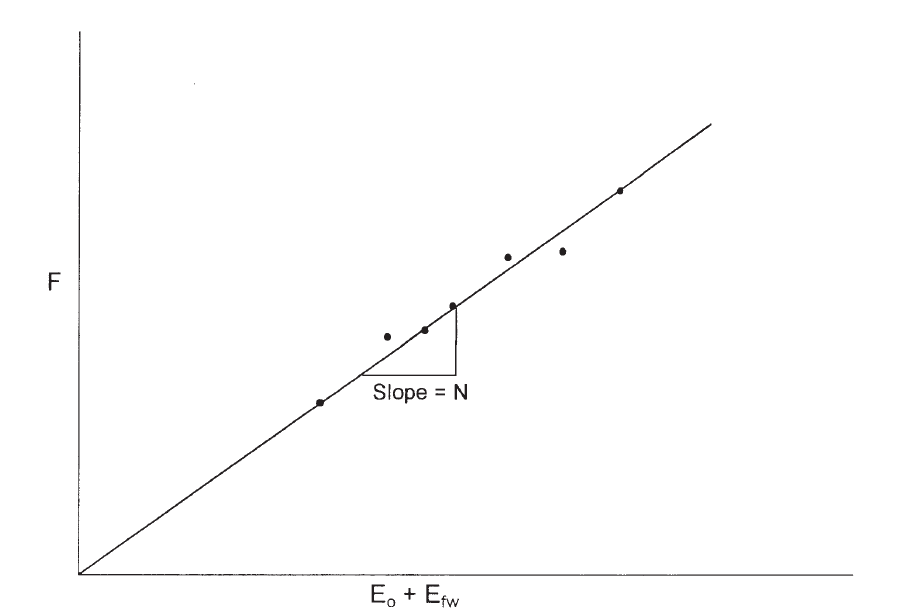 F
Slope = N
Eo + Efw